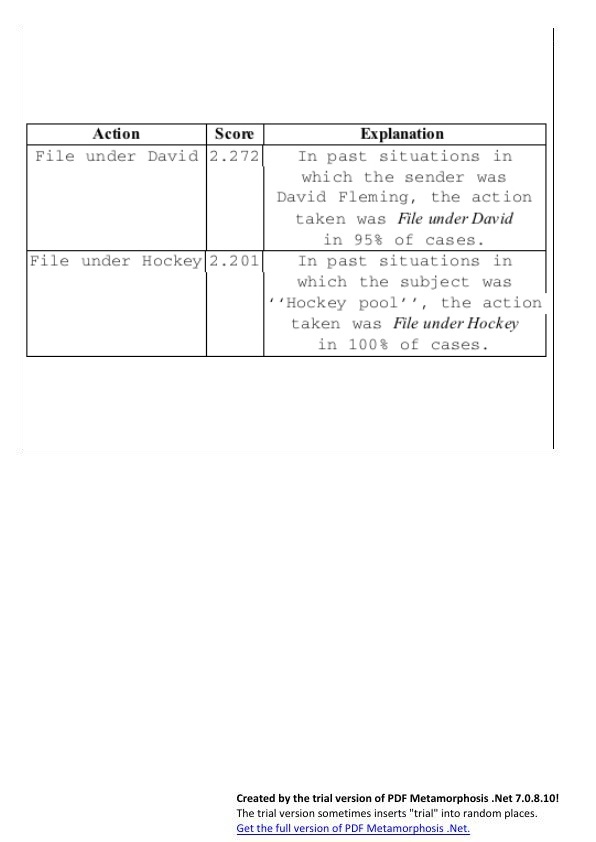 Action Score Explanation
File under David 2.272 In past situations in
which the sender was
David Fleming, the action
taken was File under David
in 95% of cases.
File under Hockey 2.201 In past situations in
which the subject was
‘‘Hockey pool’’, the action
taken was File under Hockey
in 100% of cases.
Created by the trial version of PDF Metamorphosis .Net 7.0.8.10!
The trial version sometimes inserts "trial" into random places.
Get the full version of PDF Metamorphosis .Net.